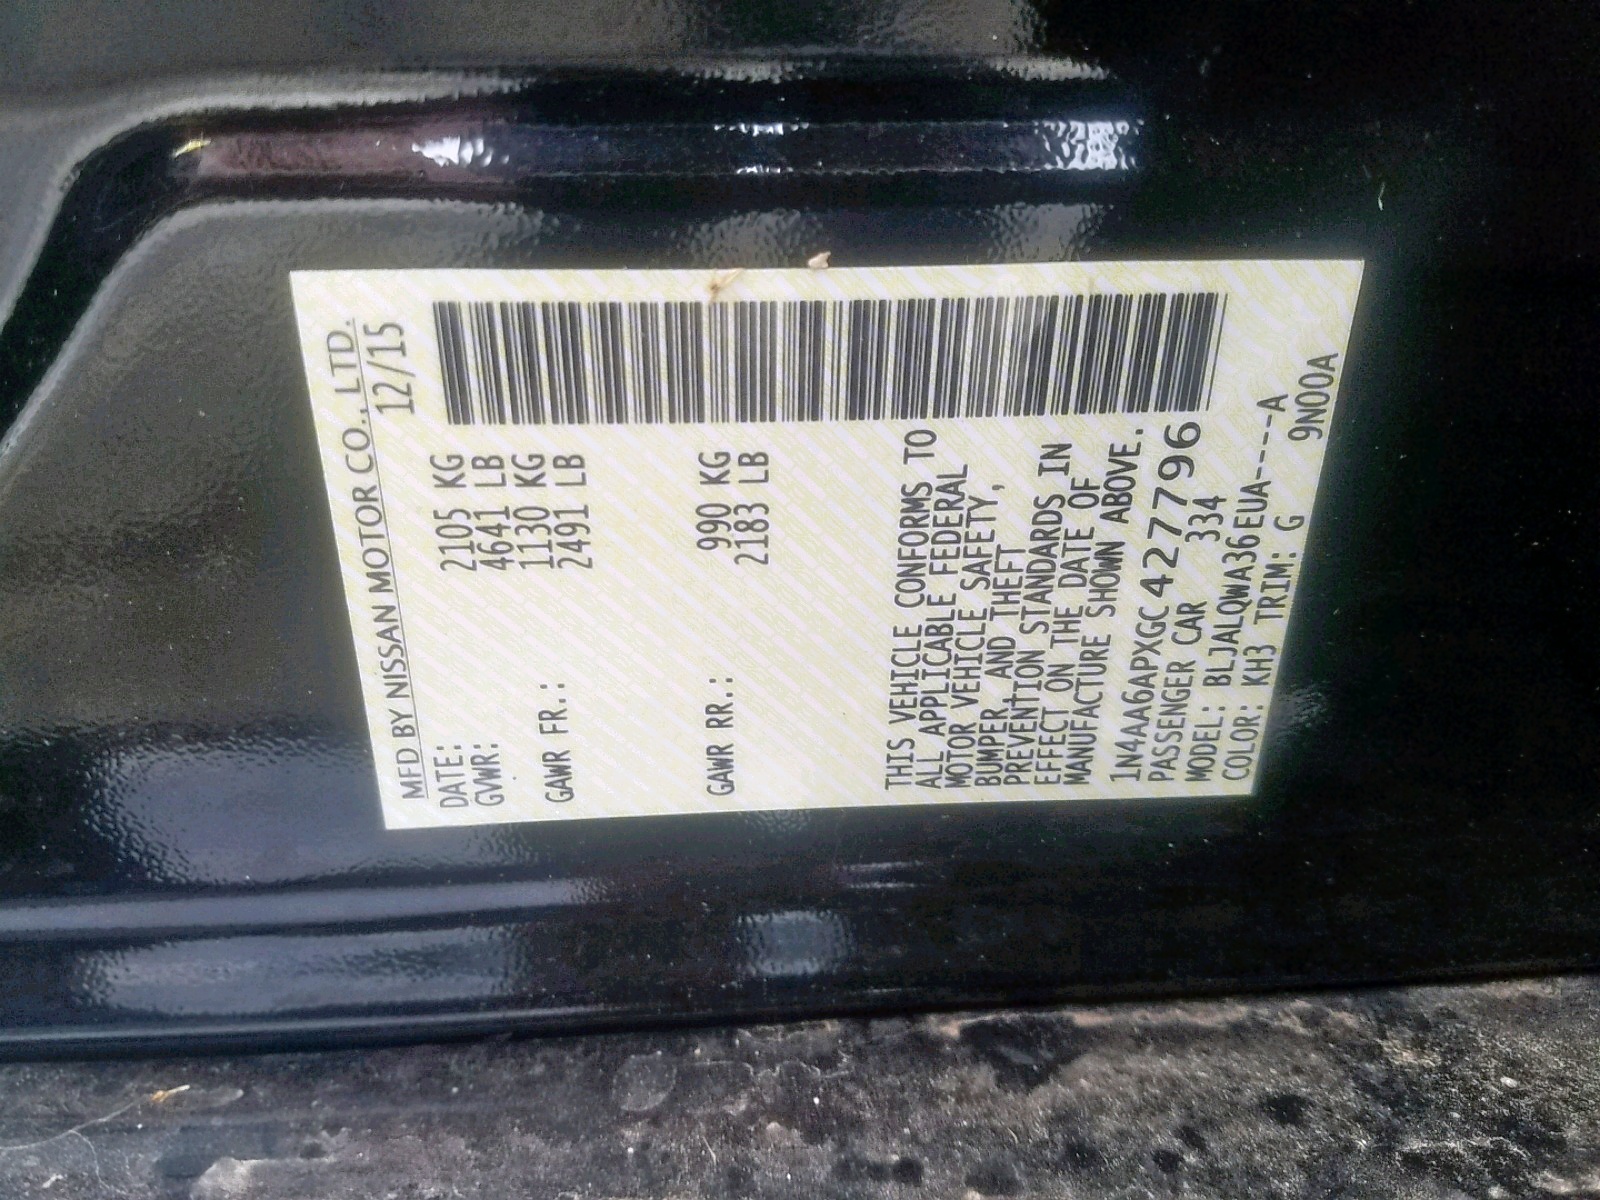 MFD BY NISSAN MOTOR CO., LTD.
DATE: 12/15
GVWR: 2105 KG
4641 LB
GAWR FR.: 1130 KG
2491 LB
GAWR RR.: 990 KG
2183 LB
THIS VEHICLE CONFORMS TO
ALL APPLICABLE FEDERAL
MOTOR VEHICLE SAFETY,
BUMPER, AND THEFT
PREVENTION STANDARDS IN
EFFECT ON THE DATE OF
MANUFACTURE SHOWN ABOVE.
1N4AA6APXGC427796
PASSENGER CAR 334
MODEL: BLJALQWA36EUA----A
COLOR: KH3 TRIM: G 9N00A